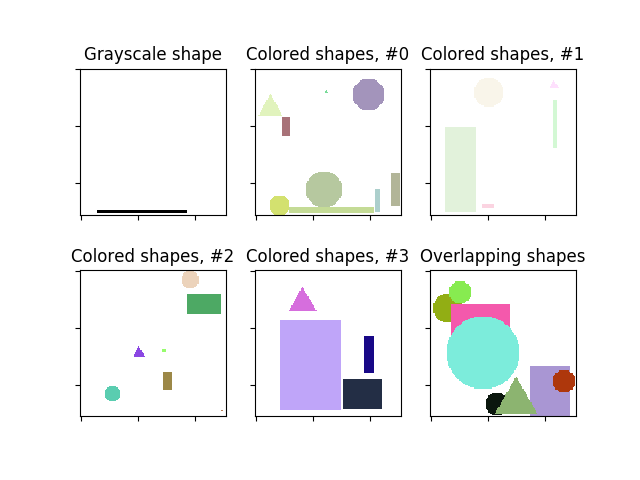 Grayscale shape
Colored shapes, #0
Colored shapes, #1
Colored shapes, #2
Colored shapes, #3
Overlapping shapes